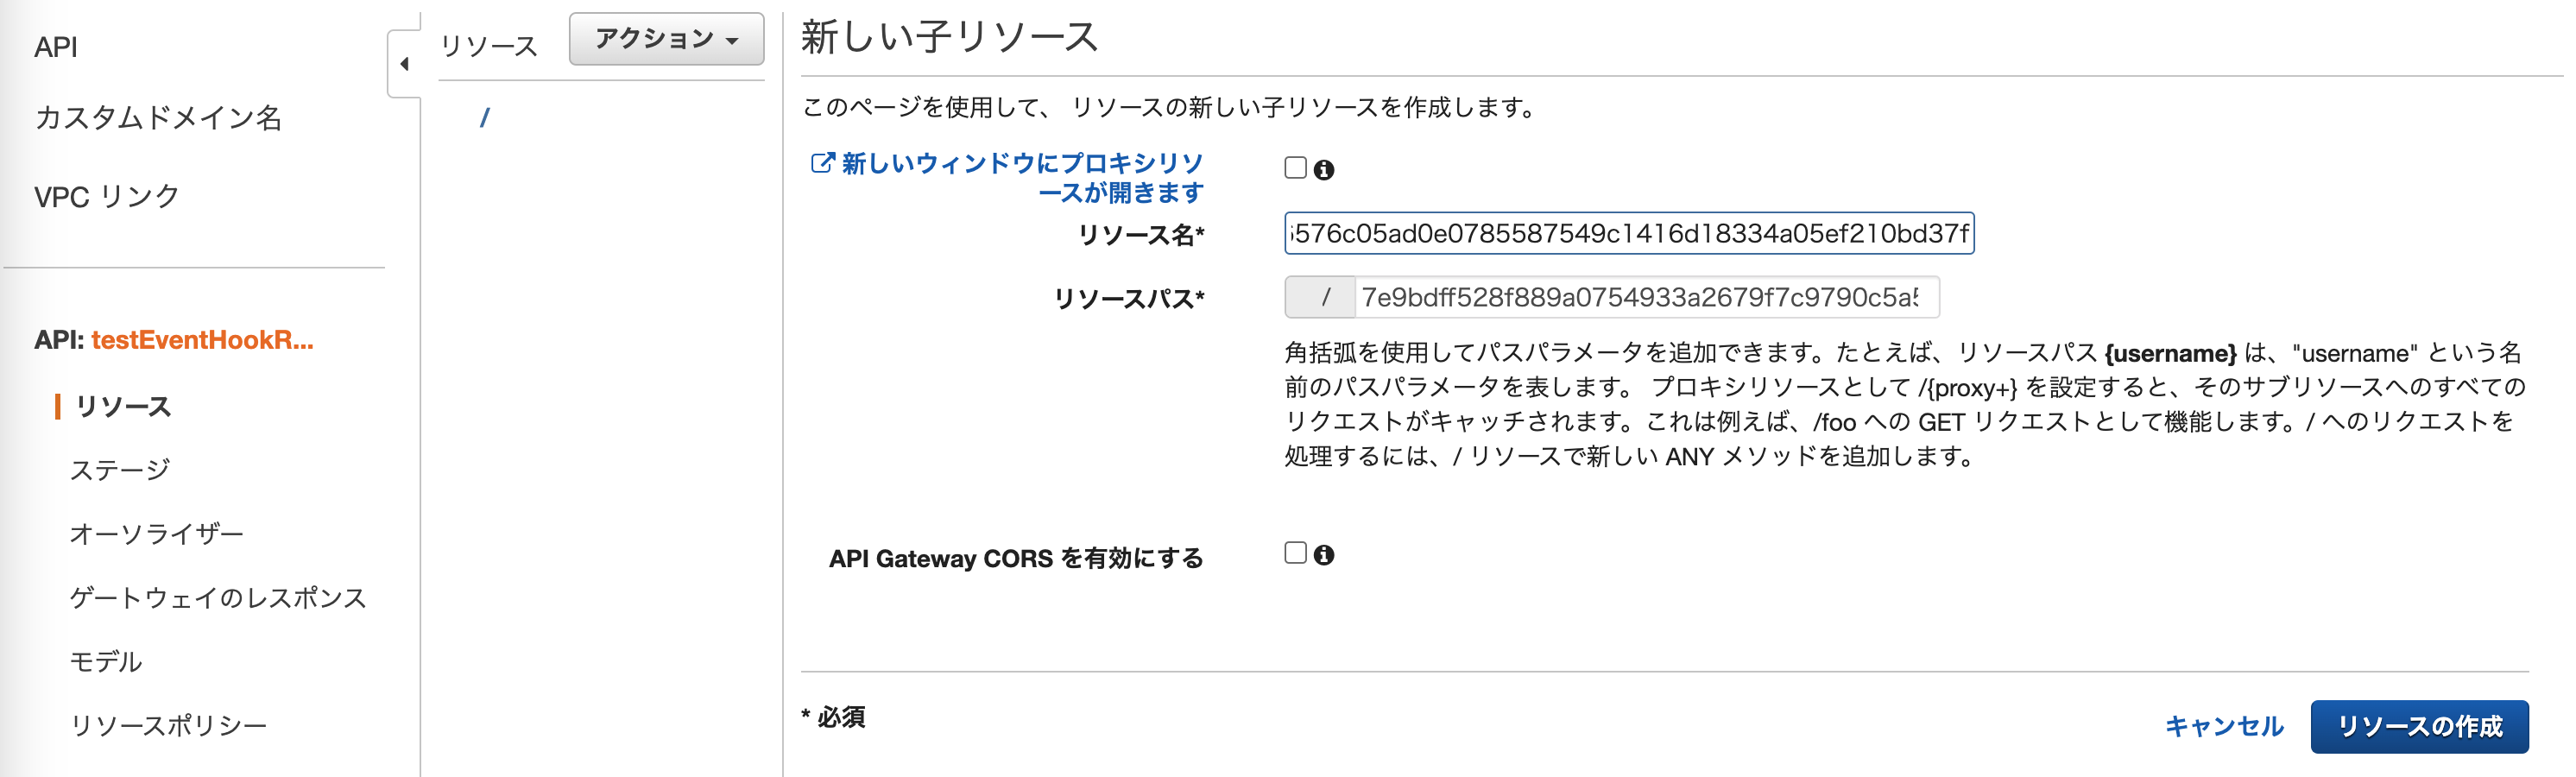 API
カスタムドメイン名
VPC リンク
API: testEventHookR...
リソース
ステージ
オーソライザー
ゲートウェイのレスポンス
モデル
リソースポリシー
リソース
アクション
/
新しい子リソース
このページを使用して、 リソースの新しい子リソースを作成します。
新しいウィンドウにプロキシリソ
ースが開きます
リソース名*
576c05ad0e0785587549c1416d18334a05ef210bd37f
リソースパス*
/ 7e9bdff528f889a0754933a2679f7c9790c5a
角括弧を使用してパスパラメータを追加できます。たとえば、リソースパス {username} は、"username" という名
前のパスパラメータを表します。 プロキシリソースとして /{proxy+} を設定すると、そのサブリソースへのすべての
リクエストがキャッチされます。これは例えば、/foo への GET リクエストとして機能します。/ へのリクエストを
処理するには、/ リソースで新しい ANY メソッドを追加します。
API Gateway CORS を有効にする
* 必須
キャンセル
リソースの作成